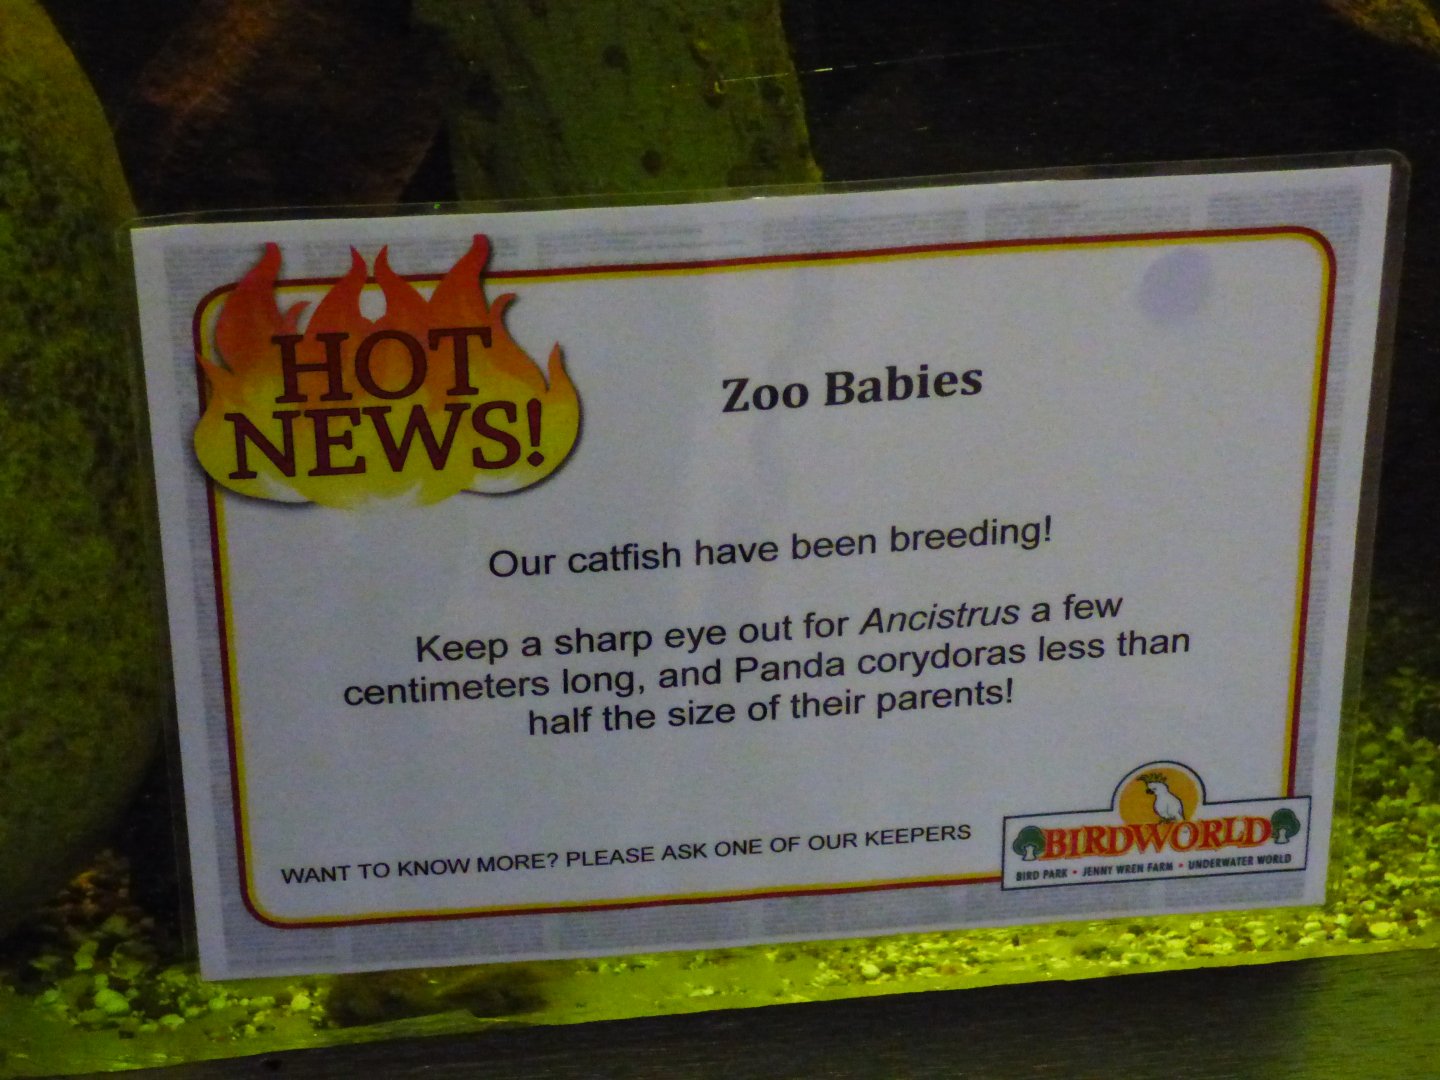 HOT
NEWS!
Zoo Babies
Our catfish have been breeding!
Keep a sharp eye out for Ancistrus a few
centimeters long, and Panda corydoras less than
half the size of their parents!
WANT TO KNOW MORE? PLEASE ASK ONE OF OUR KEEPERS
BIRDWORLD
BIRD PARK • JENNY WREN FARM • UNDERWATER WORLD